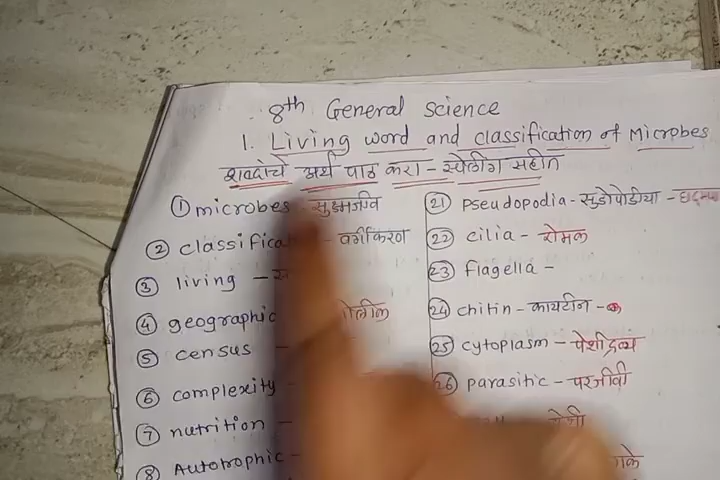 8th General science
1. Living word and classification of Microbes
शब्दांचे अर्थ पाठ करा - स्पेलींग सहीत
① microbes - सुक्ष्मजीव
② classifica - वर्गीकरण
③ living -
④ geographic
⑤ census -
⑥ complexity -
⑦ nutrition -
⑧ Autotrophic -
㉑ pseudopodia - सुडोपोडीया -
㉒ cilia - रोमक
㉓ flagella -
㉔ chitin - कायटीन -
㉕ cytoplasm - पेशीद्रव्य
㉖ parasitic - परजीवी
पेशी